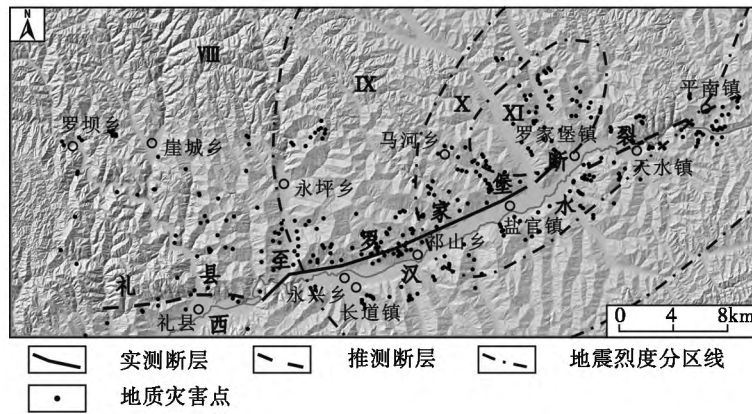 N
VIII
IX
X
XI
平南镇
罗坝乡
崖城乡
马河乡
罗家堡镇
天水镇
永坪乡
盐官镇
祁山乡
永兴乡
长道镇
礼县
礼县至罗家堡断裂
西汉水
0 4 8km
实测断层
推测断层
地震烈度分区线
地质灾害点